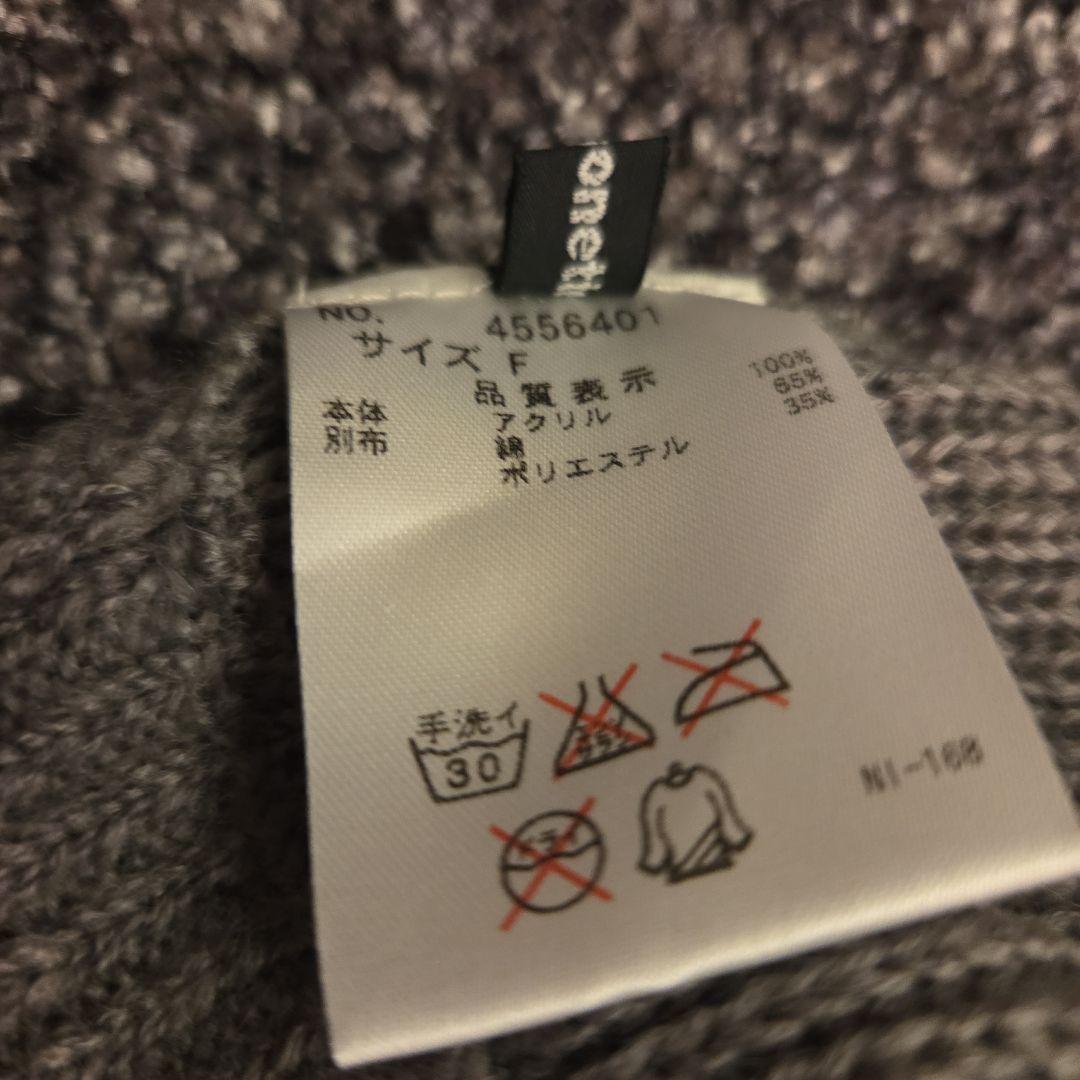 NO. 4556401
サイズ F
品質表示
本体 アクリル 100%
別布 綿 65%
ポリエステル 35%
手洗イ
30
NI-168